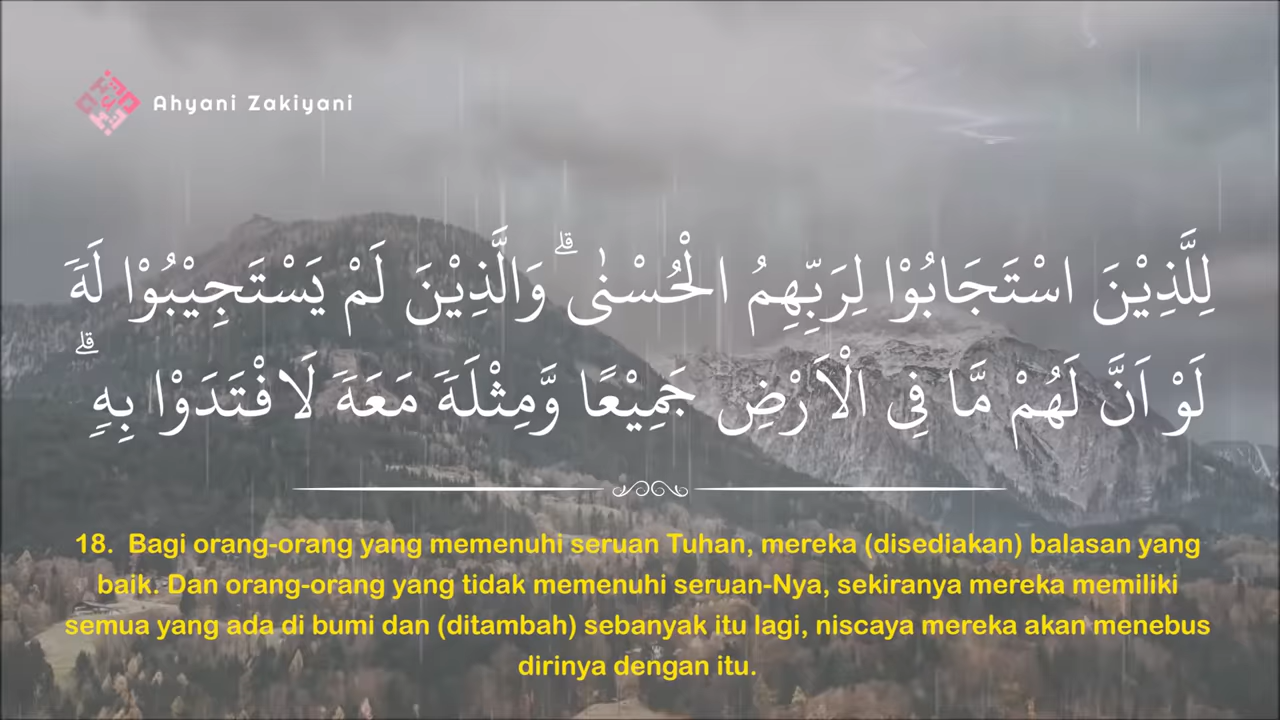 Ahyani Zakiyani
لِلَّذِيْنَ اسْتَجَابُوْا لِرَبِّهِمُ الْحُسْنٰى ۗ وَالَّذِيْنَ لَمْ يَسْتَجِيْبُوْا لَهٗ
لَوْ اَنَّ لَهُمْ مَّا فِى الْاَرْضِ جَمِيْعًا وَّمِثْلَهٗ مَعَهٗ لَافْتَدَوْا بِهٖ ۗ
18. Bagi orang-orang yang memenuhi seruan Tuhan, mereka (disediakan) balasan yang
baik. Dan orang-orang yang tidak memenuhi seruan-Nya, sekiranya mereka memiliki
semua yang ada di bumi dan (ditambah) sebanyak itu lagi, niscaya mereka akan menebus
dirinya dengan itu.